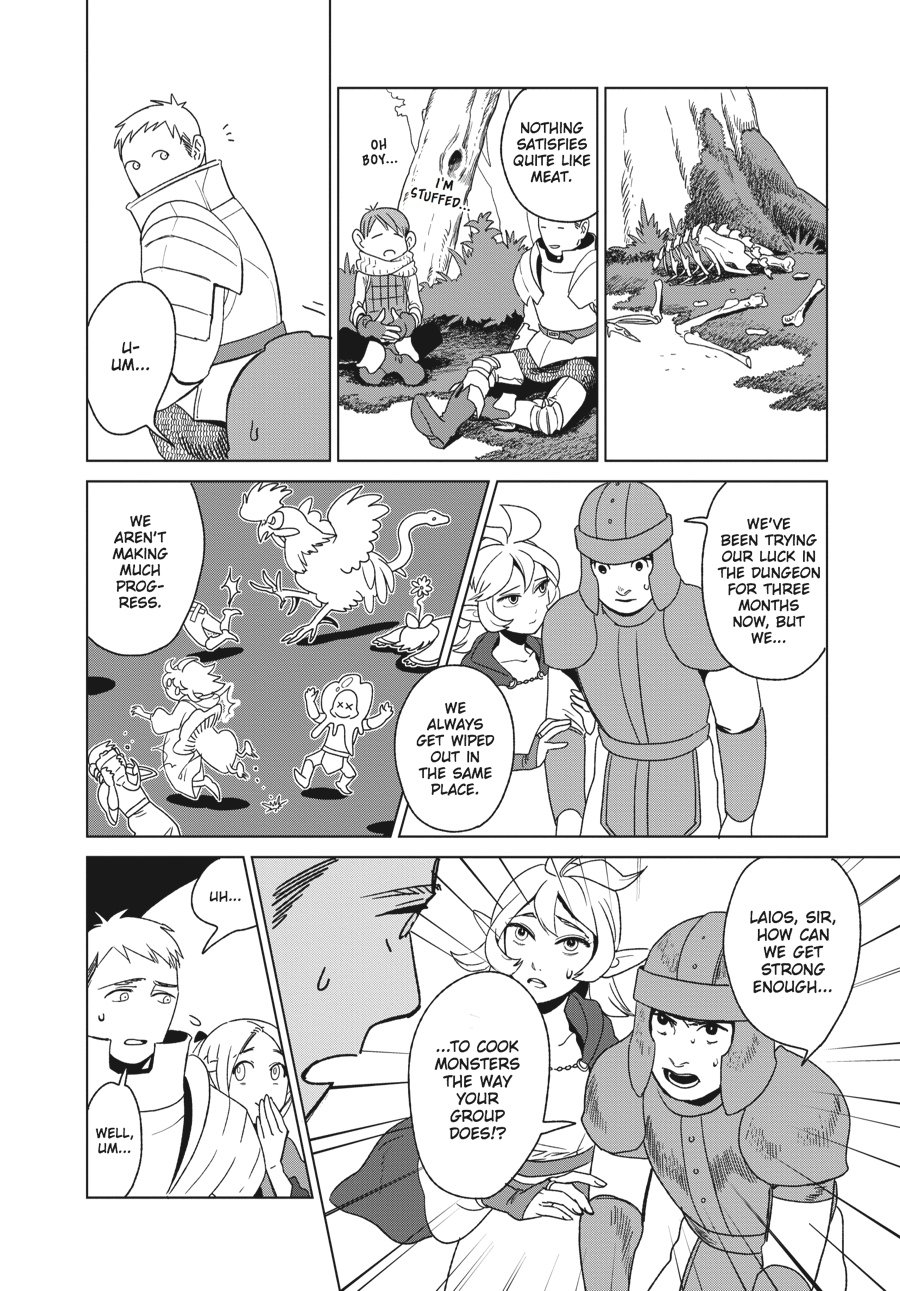 NOTHING
SATISFIES
QUITE LIKE
MEAT.
OH
BOY...
I'M
STUFFED...
U-
UM...
WE'VE
BEEN TRYING
OUR LUCK IN
THE DUNGEON
FOR THREE
MONTHS
NOW, BUT
WE...
WE
ALWAYS
GET WIPED
OUT IN
THE SAME
PLACE.
WE
AREN'T
MAKING
MUCH
PROG-
RESS.
LAIOS, SIR,
HOW CAN
WE GET
STRONG
ENOUGH...
...TO COOK
MONSTERS
THE WAY
YOUR
GROUP
DOES!?
UH...
WELL,
UM...